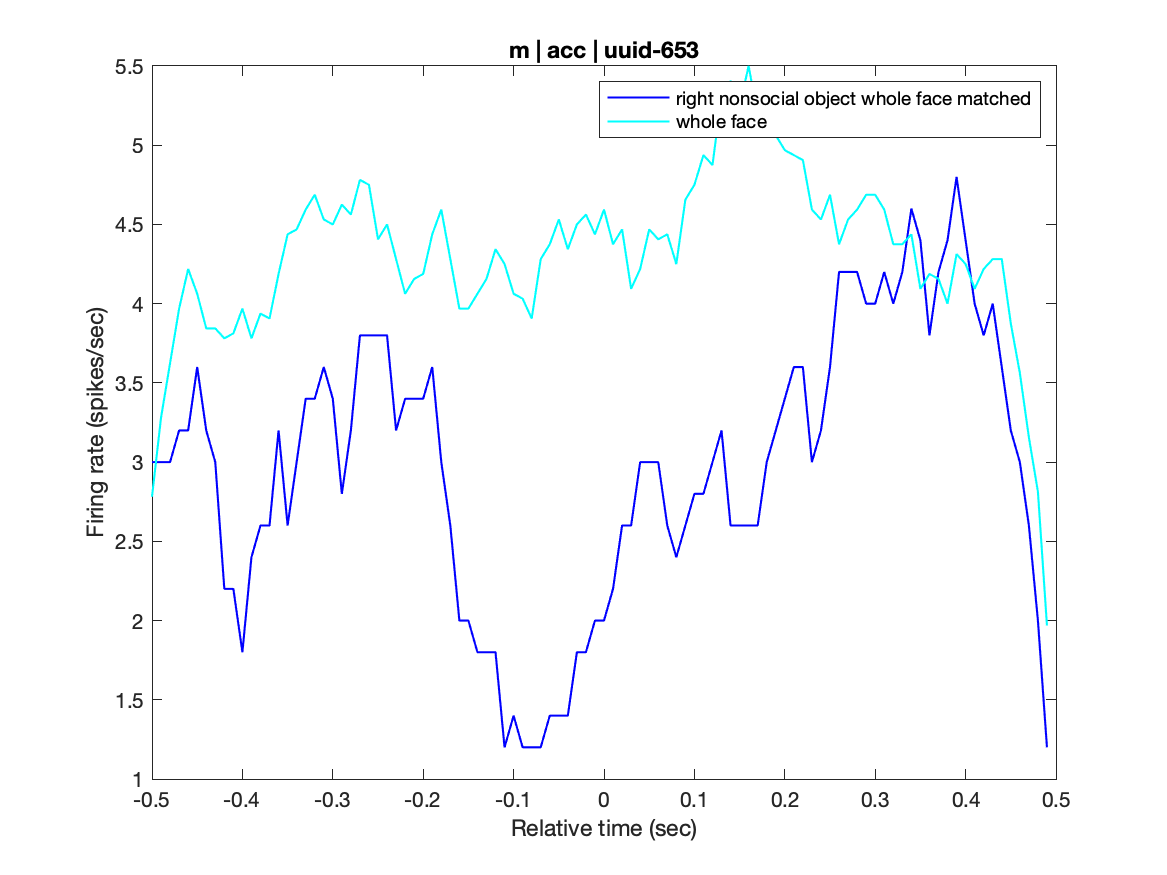 m | acc | uuid-653
right nonsocial object whole face matched
whole face
5.5
5
4.5
4
3.5
3
2.5
2
1.5
1
Firing rate (spikes/sec)
-0.5 -0.4 -0.3 -0.2 -0.1 0 0.1 0.2 0.3 0.4 0.5
Relative time (sec)